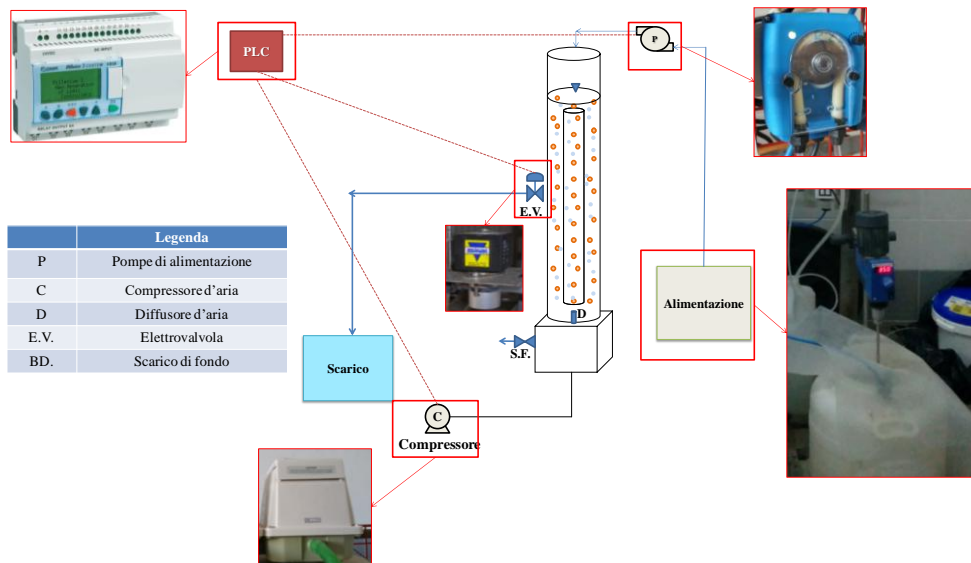 PLC
P
E.V.
Legenda
P Pompe di alimentazione
C Compressore d'aria
D Diffusore d'aria
E.V. Elettrovalvola
BD. Scarico di fondo
Alimentazione
D
S.F.
Scarico
C
Compressore